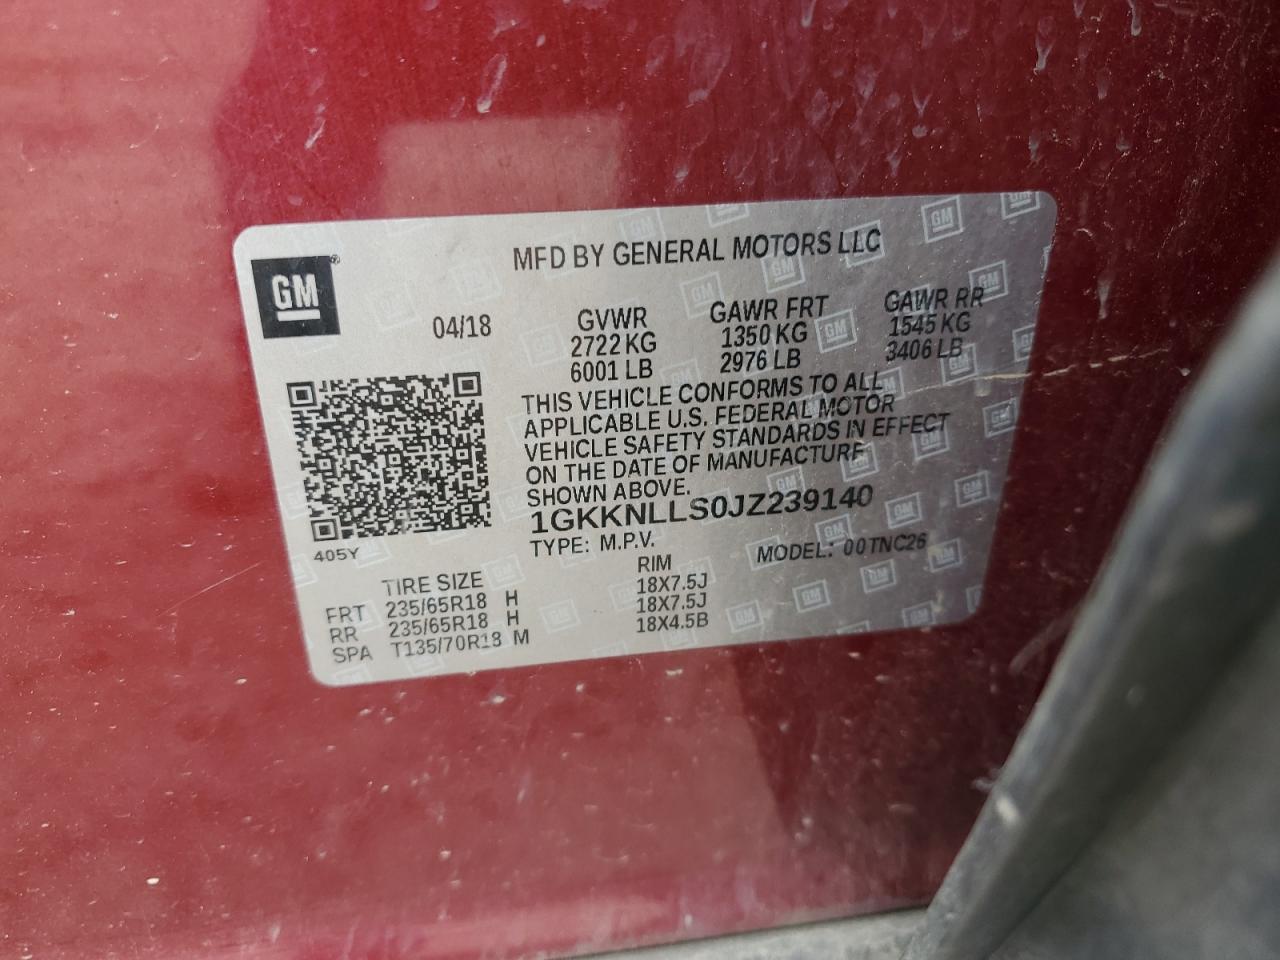 GM
MFD BY GENERAL MOTORS LLC
04/18
GVWR GAWR FRT GAWR RR
2722 KG 1350 KG 1545 KG
6001 LB 2976 LB 3406 LB
THIS VEHICLE CONFORMS TO ALL
APPLICABLE U.S. FEDERAL MOTOR
VEHICLE SAFETY STANDARDS IN EFFECT
ON THE DATE OF MANUFACTURE
SHOWN ABOVE.
1GKKNLLS0JZ239140
405Y
TYPE: M.P.V. MODEL: 00TNC26
TIRE SIZE RIM
FRT 235/65R18 H 18X7.5J
RR 235/65R18 H 18X7.5J
SPA T135/70R18 M 18X4.5B